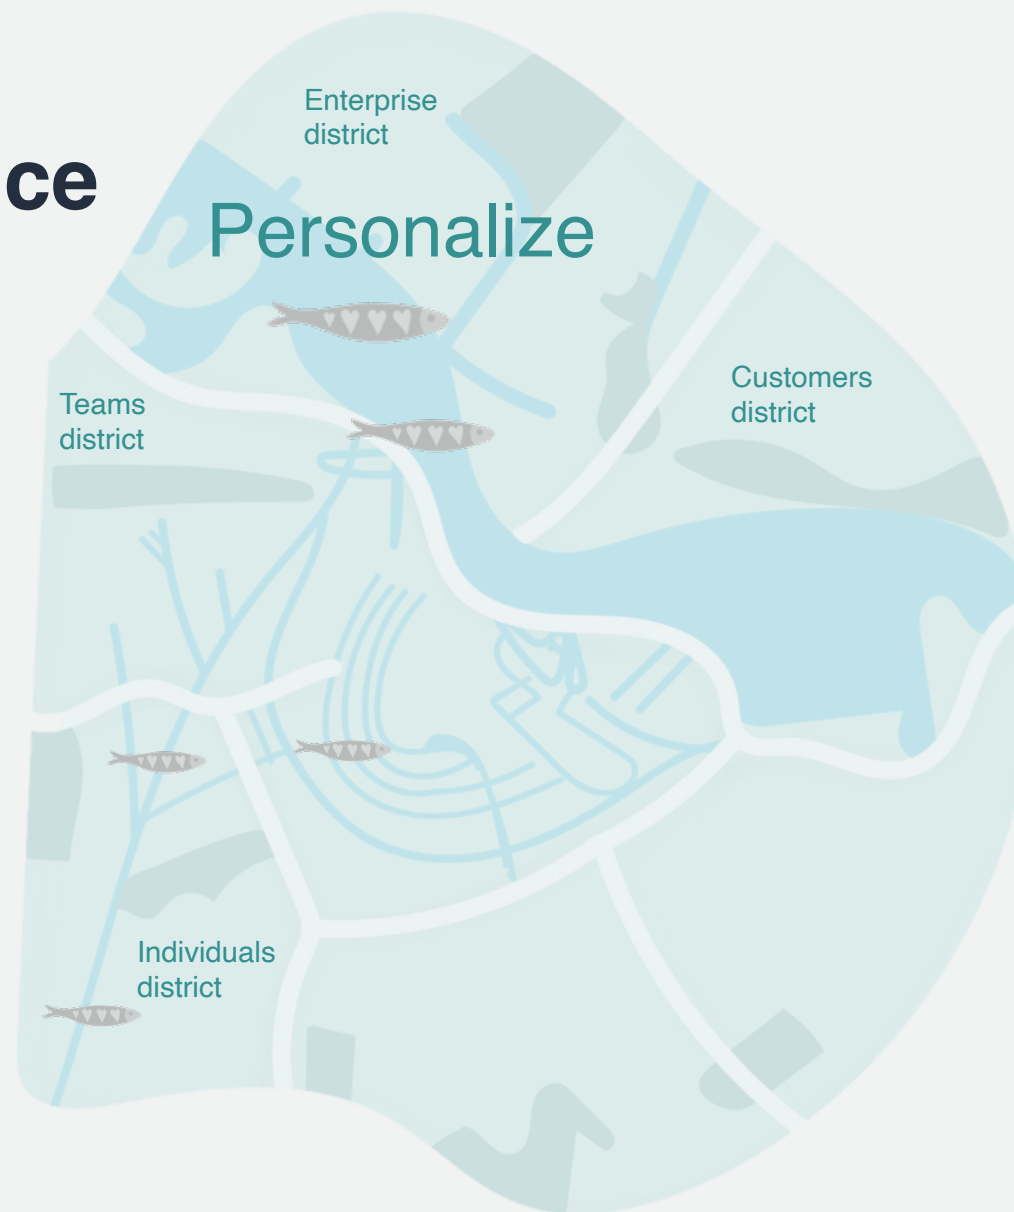 Enterprise
district
ce
Personalize
Customers
district
Teams
district
Individuals
district